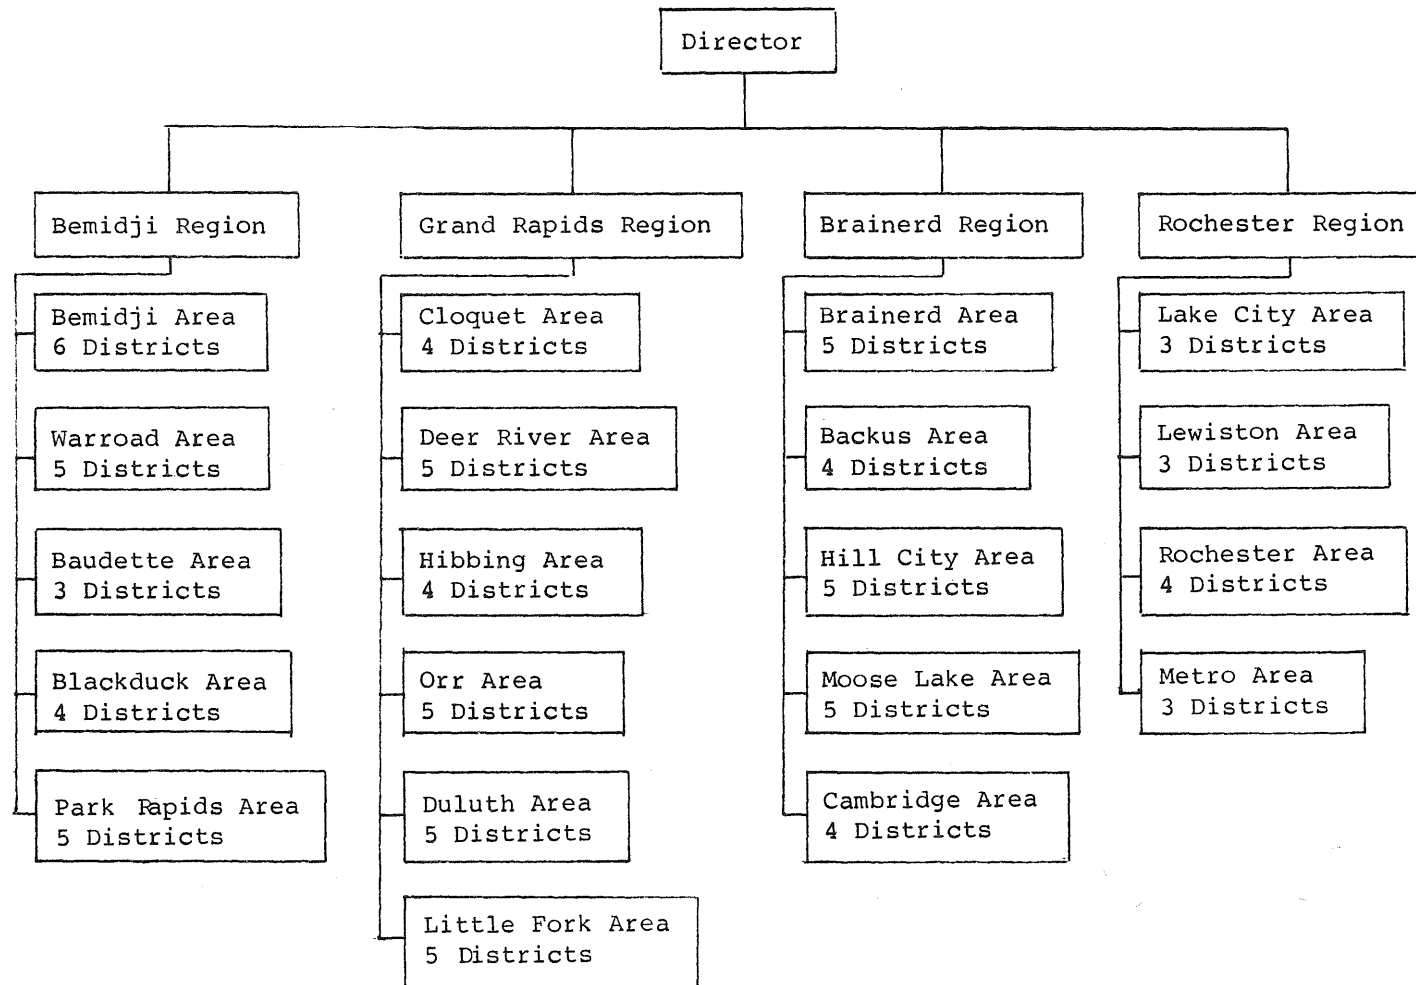 Director
Bemidji Region
Bemidji Area
6 Districts
Warroad Area
5 Districts
Baudette Area
3 Districts
Blackduck Area
4 Districts
Park Rapids Area
5 Districts
Grand Rapids Region
Cloquet Area
4 Districts
Deer River Area
5 Districts
Hibbing Area
4 Districts
Orr Area
5 Districts
Duluth Area
5 Districts
Little Fork Area
5 Districts
Brainerd Region
Brainerd Area
5 Districts
Backus Area
4 Districts
Hill City Area
5 Districts
Moose Lake Area
5 Districts
Cambridge Area
4 Districts
Rochester Region
Lake City Area
3 Districts
Lewiston Area
3 Districts
Rochester Area
4 Districts
Metro Area
3 Districts